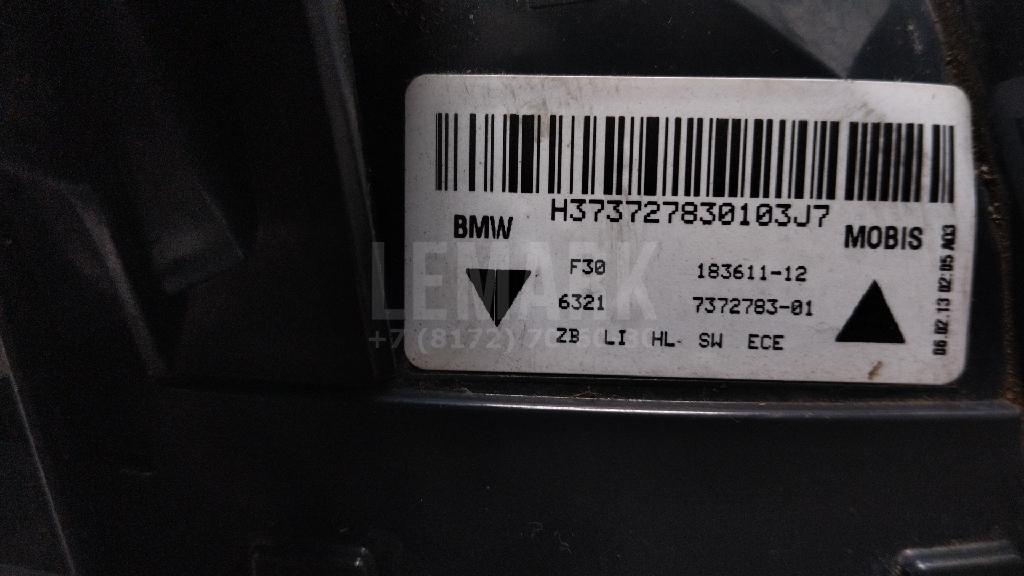 H373727830103J7
BMW
MOBIS
F30 183611-12
6321 7372783-01
ZB LI HL SW ECE
06.02.13 02:05 A03
LEMARK
+7 (8172)